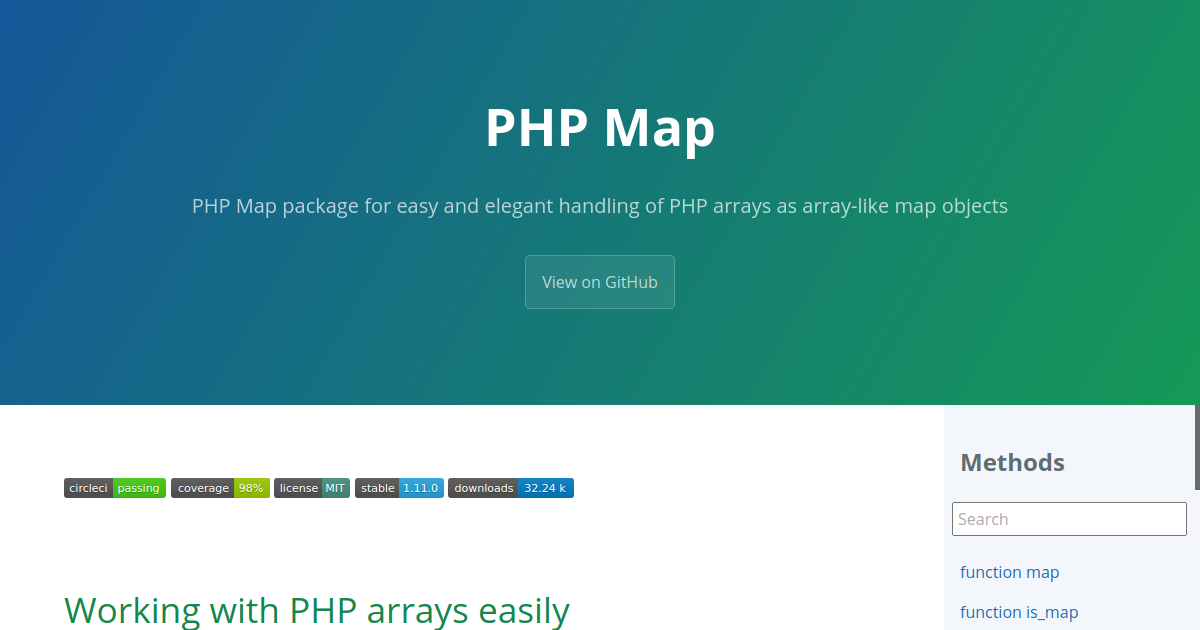 PHP Map
PHP Map package for easy and elegant handling of PHP arrays as array-like map objects
View on GitHub
circleci passing coverage 98% license MIT stable 1.11.0 downloads 32.24 k
Working with PHP arrays easily
Methods
Search
function map
function is_map